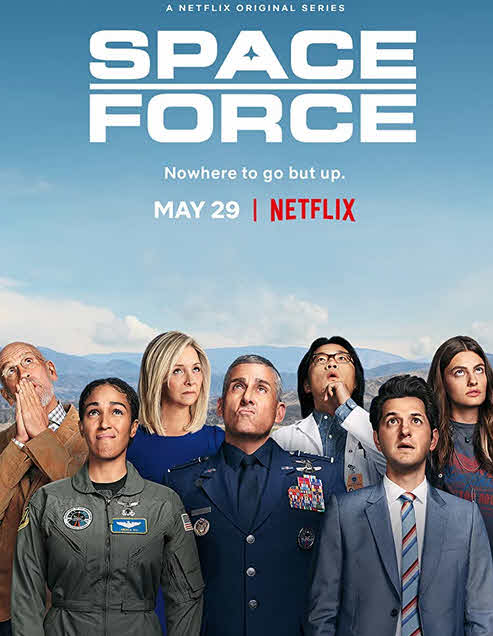 A NETFLIX ORIGINAL SERIES
SPACE
FORCE
Nowhere to go but up.
MAY 29 | NETFLIX